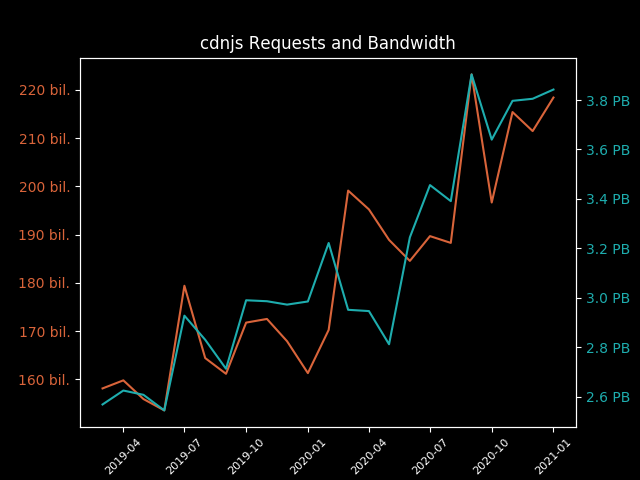 cdnjs Requests and Bandwidth
220 bil.
210 bil.
200 bil.
190 bil.
180 bil.
170 bil.
160 bil.
3.8 PB
3.6 PB
3.4 PB
3.2 PB
3.0 PB
2.8 PB
2.6 PB
2019-04
2019-07
2019-10
2020-01
2020-04
2020-07
2020-10
2021-01